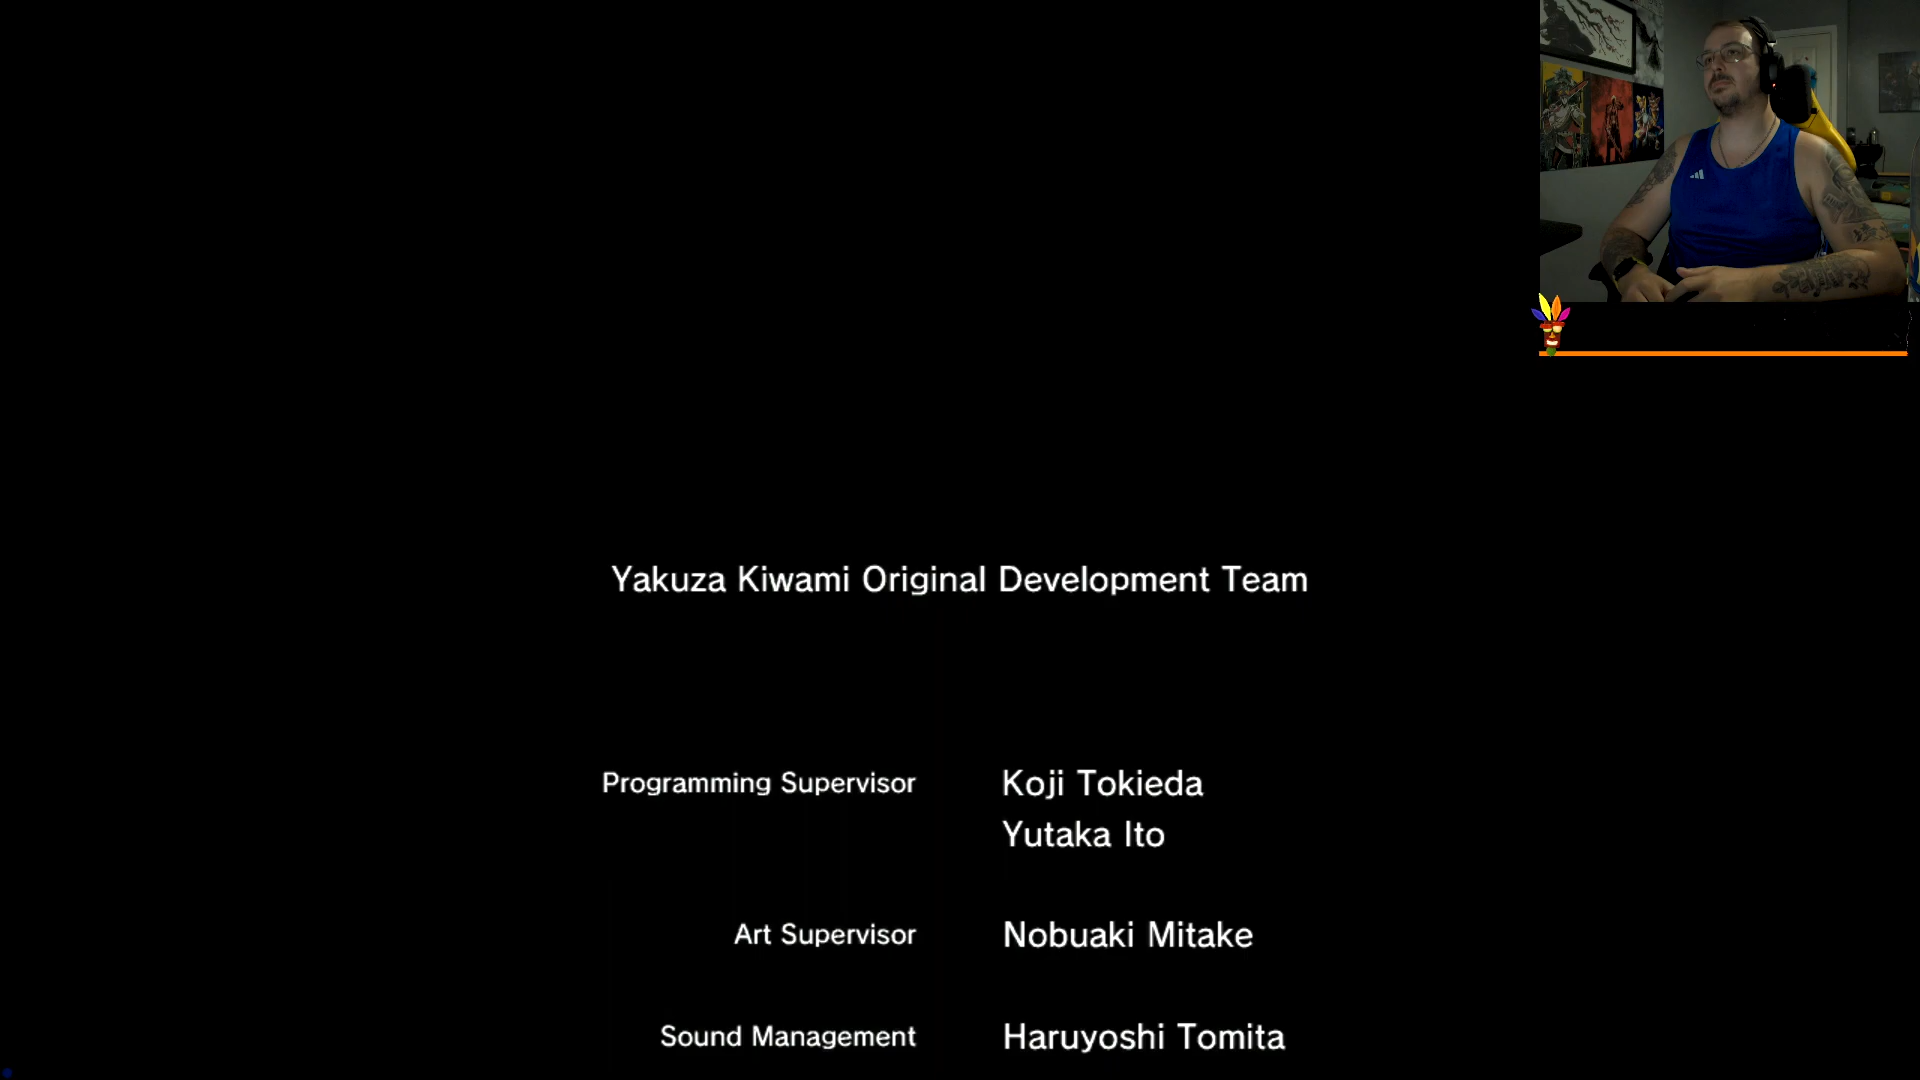 Yakuza Kiwami Original Development Team
Programming Supervisor Koji Tokieda
Yutaka Ito
Art Supervisor Nobuaki Mitake
Sound Management Haruyoshi Tomita